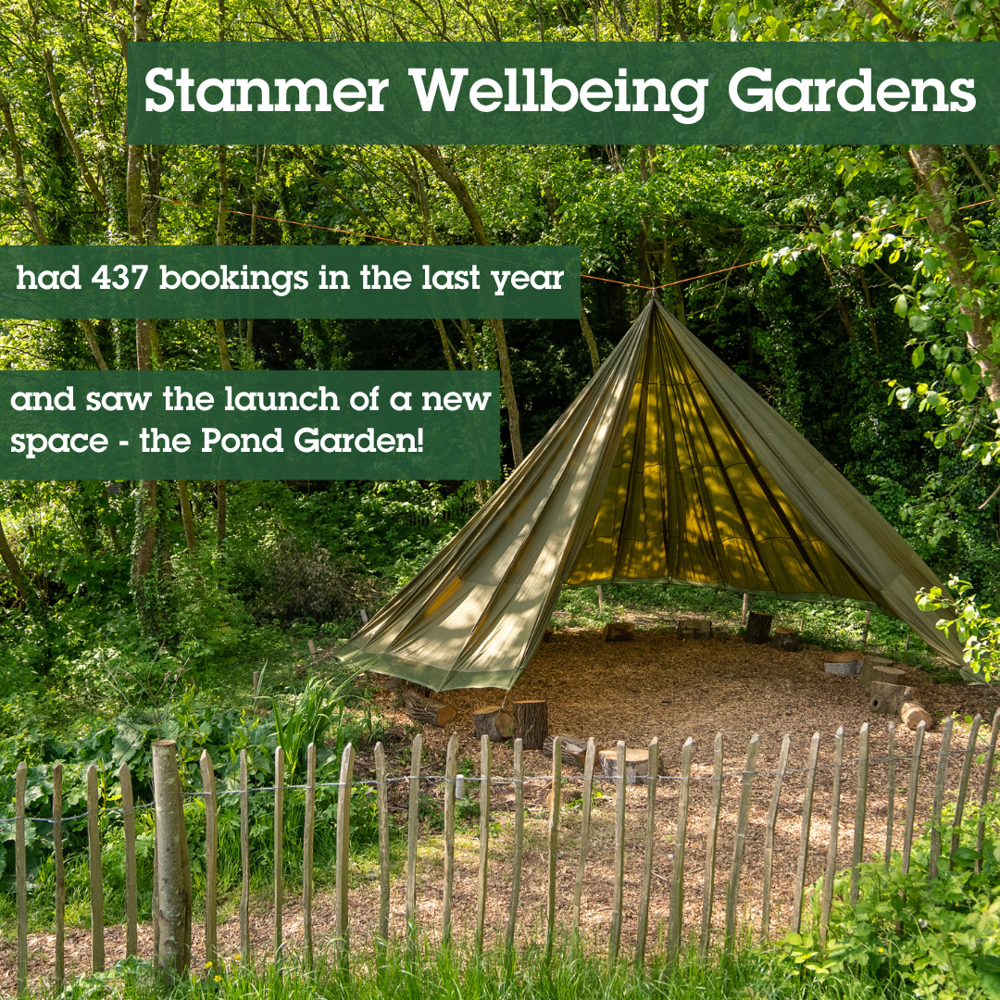 Stanmer Wellbeing Gardens
had 437 bookings in the last year
and saw the launch of a new
space - the Pond Garden!